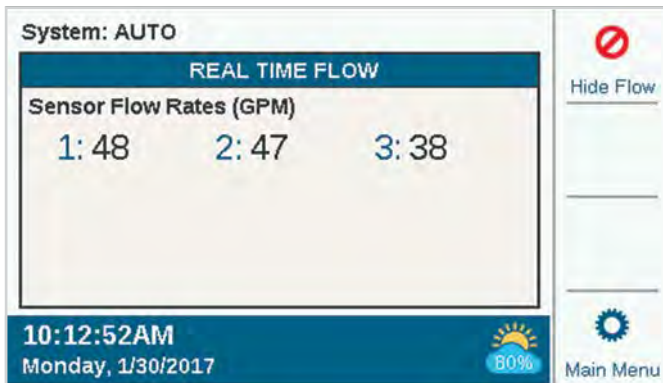 System: AUTO
REAL TIME FLOW
Sensor Flow Rates (GPM)
1: 48 2: 47 3: 38
10:12:52AM
Monday, 1/30/2017
80%
Hide Flow
Main Menu